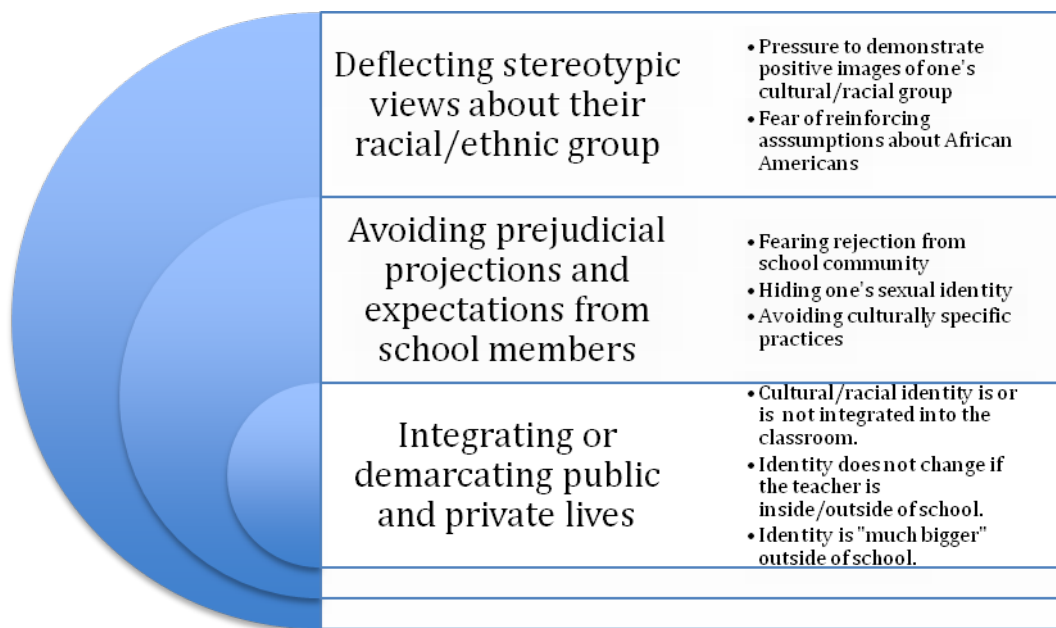 Deflecting stereotypic
views about their
racial/ethnic group
• Pressure to demonstrate
positive images of one's
cultural/racial group
• Fear of reinforcing
asssumptions about African
Americans
Avoiding prejudicial
projections and
expectations from
school members
• Fearing rejection from
school community
• Hiding one's sexual identity
• Avoiding culturally specific
practices
Integrating or
demarcating public
and private lives
• Cultural/racial identity is or
is not integrated into the
classroom.
• Identity does not change if
the teacher is
inside/outside of school.
• Identity is "much bigger"
outside of school.